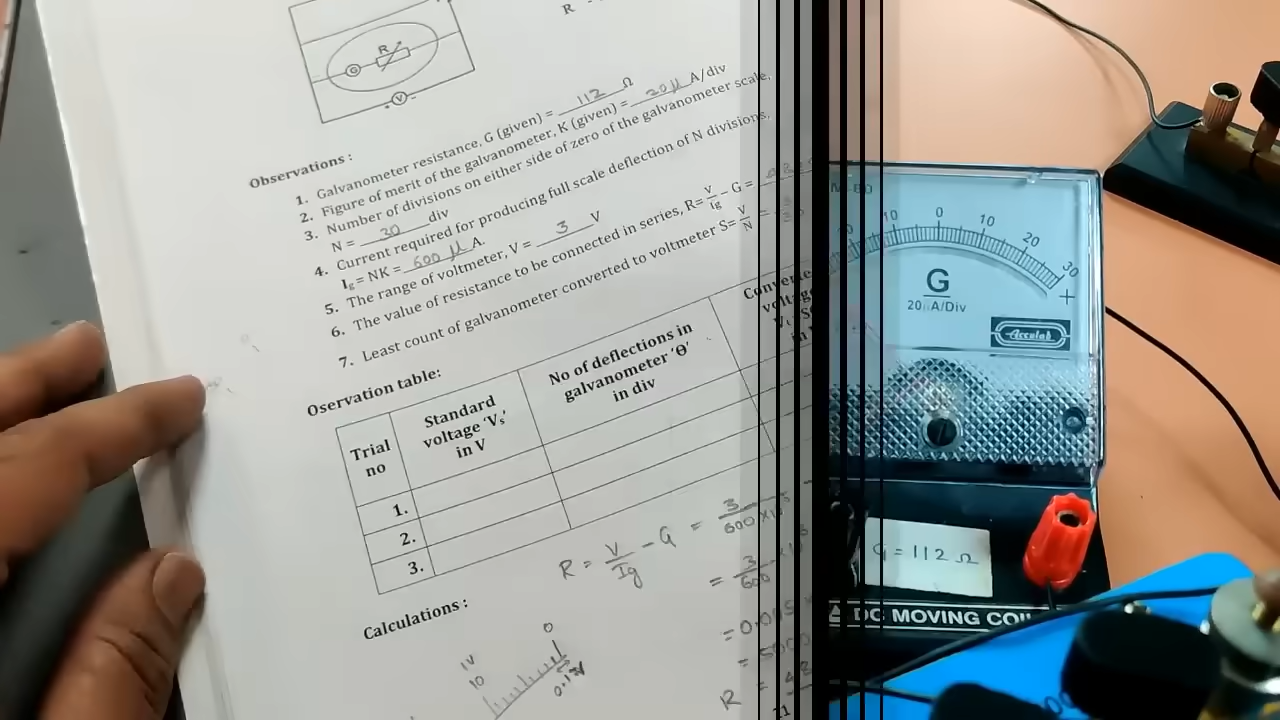 R
G
R
V
Observations :
1. Galvanometer resistance, G (given) = 112 Ω
2. Figure of merit of the galvanometer, K (given) = 20 μ A/div
3. Number of divisions on either side of zero of the galvanometer scale,
N = 30 div
4. Current required for producing full scale deflection of N divisions,
Ig = NK = 600 μ A.
5. The range of voltmeter, V = 3 V
6. The value of resistance to be connected in series, R= V/Ig - G =
7. Least count of galvanometer converted to voltmeter S= V/N =
Oservation table:
Trial no
Standard voltage 'Vs' in V
No of deflections in galvanometer 'Θ' in div
1.
2.
3.
R = V/Ig - G = 3/600×10
= 3/600
= 5000
R =
Calculations :
1V
10
0
10 0 10 20 30
+
G
20μA/Div
Acculab
G = 112 Ω
DC MOVING